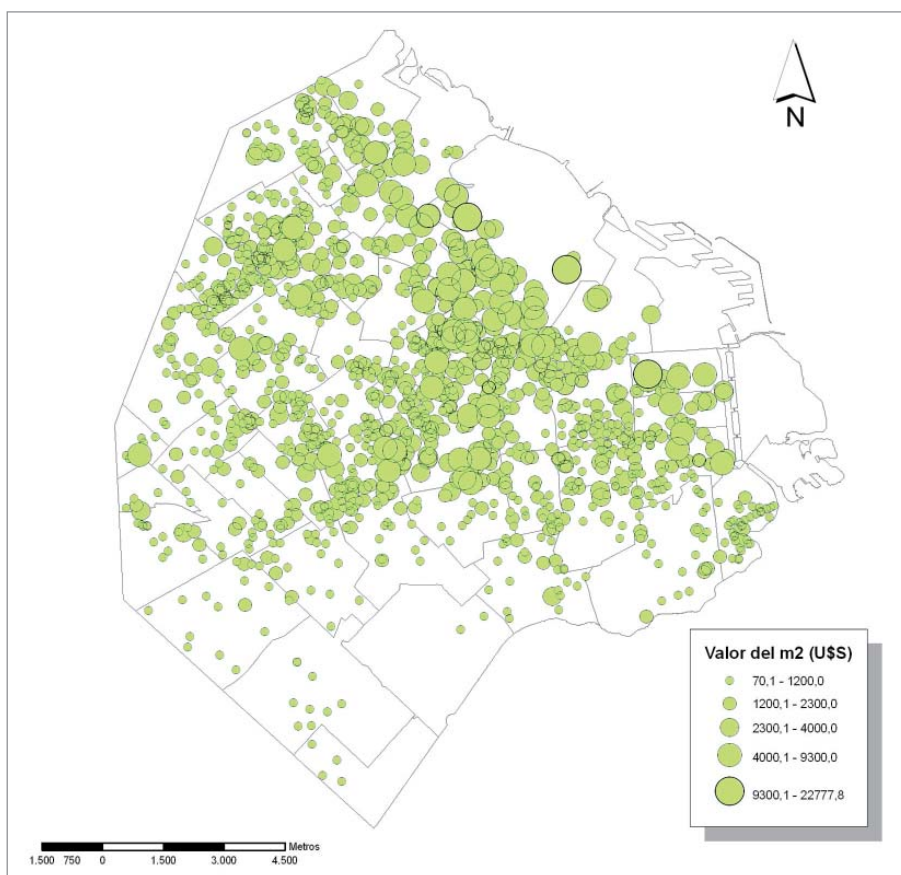 N
Valor del m2 (U$S)
70,1 - 1200,0
1200,1 - 2300,0
2300,1 - 4000,0
4000,1 - 9300,0
9300,1 - 22777,8
Metros
1.500 750 0 1.500 3.000 4.500